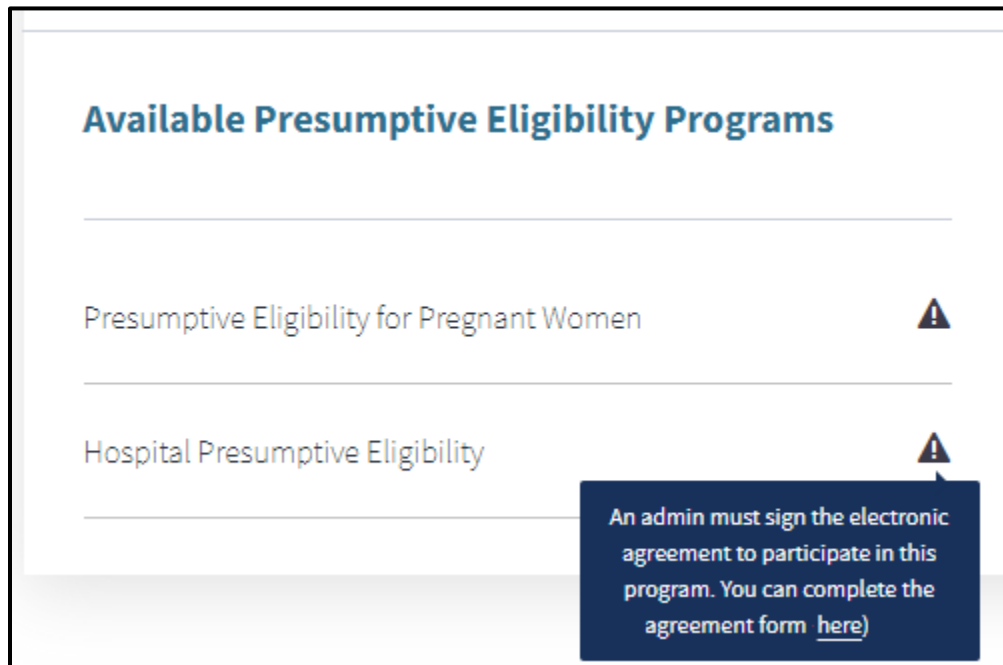 Available Presumptive Eligibility Programs
Presumptive Eligibility for Pregnant Women
Hospital Presumptive Eligibility
An admin must sign the electronic
agreement to participate in this
program. You can complete the
agreement form here)